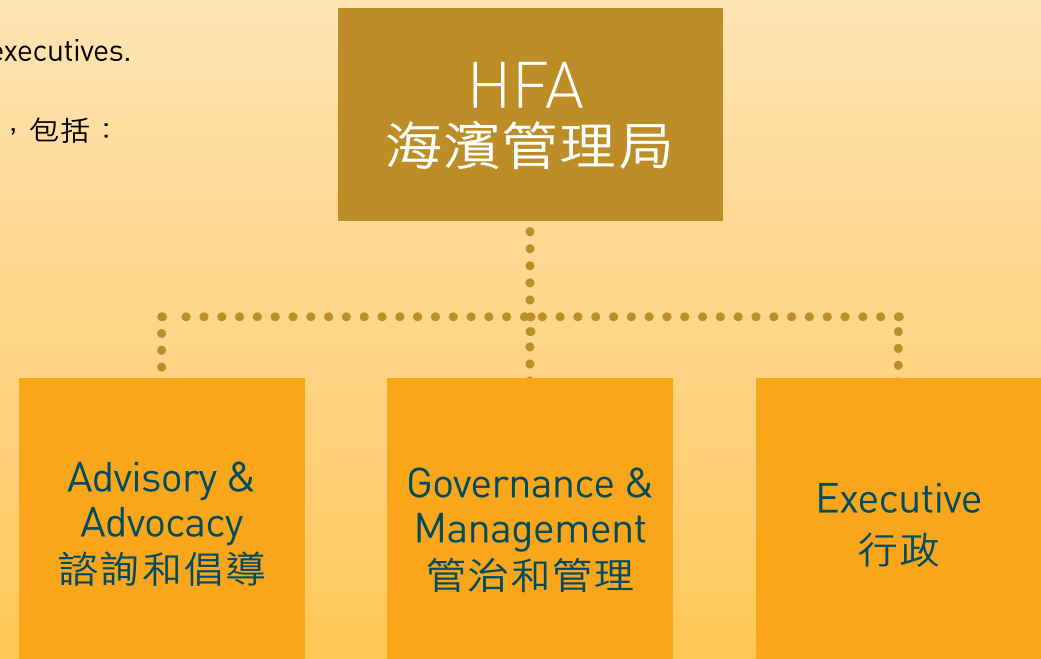 executives.
，包括：
HFA
海濱管理局
Advisory &
Advocacy
諮詢和倡導
Governance &
Management
管治和管理
Executive
行政